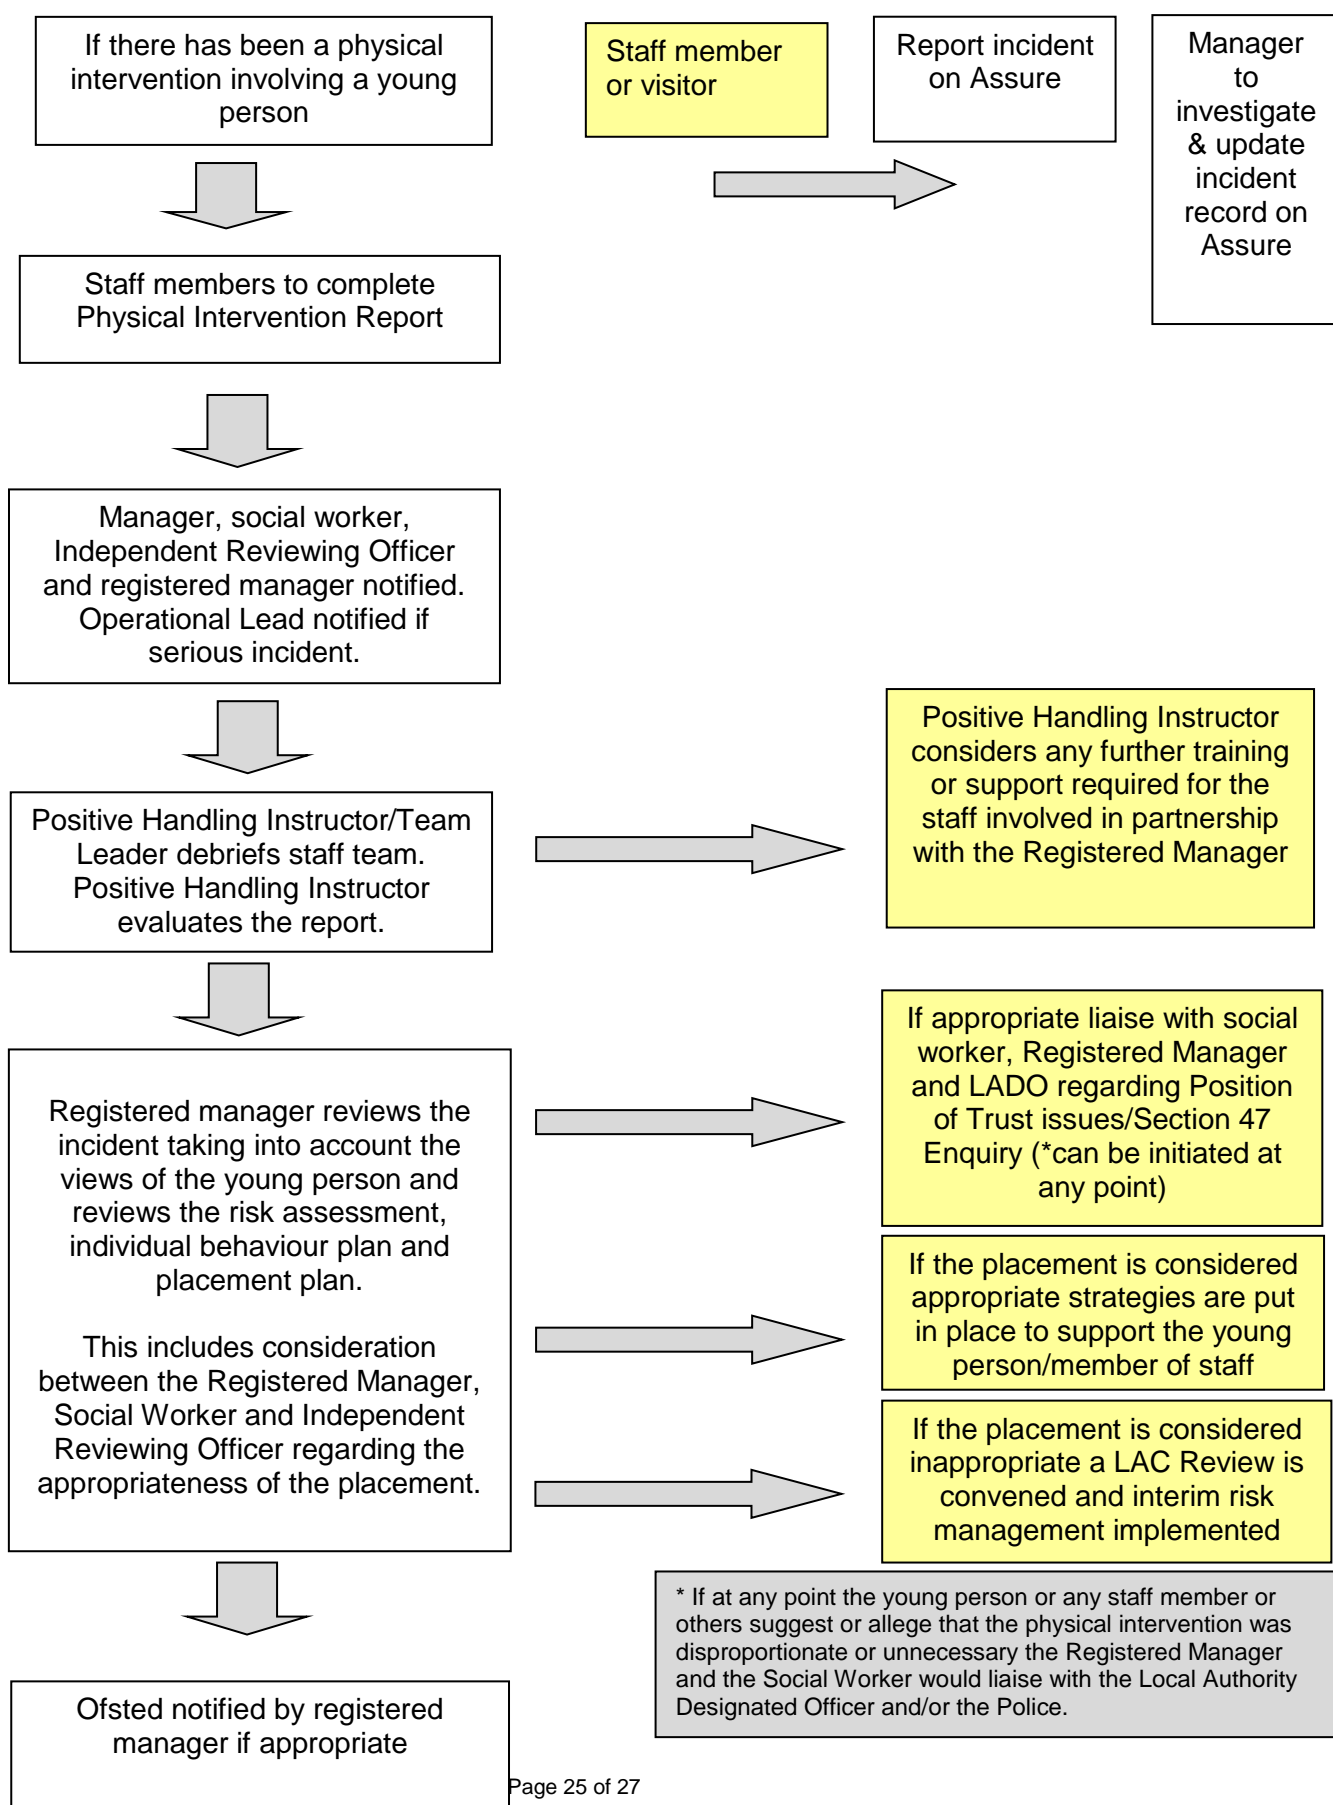 If there has been a physical
intervention involving a young
person
Staff member
or visitor
Report incident
on Assure
Manager
to
investigate
& update
incident
record on
Assure
Staff members to complete
Physical Intervention Report
Manager, social worker,
Independent Reviewing Officer
and registered manager notified.
Operational Lead notified if
serious incident.
Positive Handling Instructor/Team
Leader debriefs staff team.
Positive Handling Instructor
evaluates the report.
Positive Handling Instructor
considers any further training
or support required for the
staff involved in partnership
with the Registered Manager
Registered manager reviews the
incident taking into account the
views of the young person and
reviews the risk assessment,
individual behaviour plan and
placement plan.
This includes consideration
between the Registered Manager,
Social Worker and Independent
Reviewing Officer regarding the
appropriateness of the placement.
If appropriate liaise with social
worker, Registered Manager
and LADO regarding Position
of Trust issues/Section 47
Enquiry (*can be initiated at
any point)
If the placement is considered
appropriate strategies are put
in place to support the young
person/member of staff
If the placement is considered
inappropriate a LAC Review is
convened and interim risk
management implemented
* If at any point the young person or any staff member or
others suggest or allege that the physical intervention was
disproportionate or unnecessary the Registered Manager
and the Social Worker would liaise with the Local Authority
Designated Officer and/or the Police.
Ofsted notified by registered
manager if appropriate
Page 25 of 27